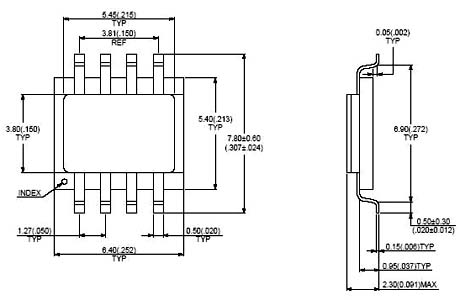 5.45(.215)
TYP
3.81(.150)
REF
0.05(.002)
TYP
3.80(.150)
TYP
5.40(.213)
TYP
7.80±0.60
(.307±.024)
6.90(.272)
TYP
INDEX
1.27(.050)
TYP
0.50(.020)
TYP
6.40(.252)
TYP
0.50±0.30
(.020±0.012)
0.15(.006)TYP
0.95(.037)TYP
2.30(0.091)MAX